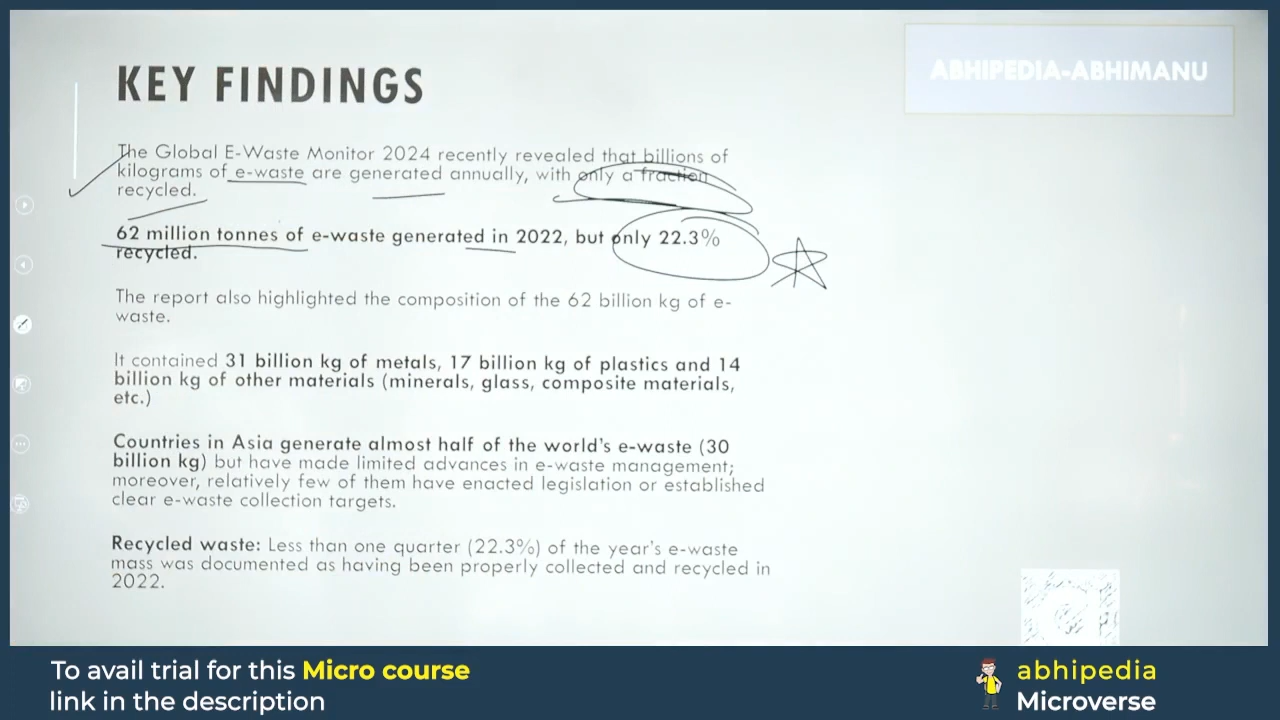 ABHIPEDIA-ABHIMANU
KEY FINDINGS
The Global E-Waste Monitor 2024 recently revealed that billions of
kilograms of e-waste are generated annually, with only a fraction
recycled.
62 million tonnes of e-waste generated in 2022, but only 22.3%
recycled.
The report also highlighted the composition of the 62 billion kg of e-
waste.
It contained 31 billion kg of metals, 17 billion kg of plastics and 14
billion kg of other materials (minerals, glass, composite materials,
etc.)
Countries in Asia generate almost half of the world's e-waste (30
billion kg) but have made limited advances in e-waste management;
moreover, relatively few of them have enacted legislation or established
clear e-waste collection targets.
Recycled waste: Less than one quarter (22.3%) of the year's e-waste
mass was documented as having been properly collected and recycled in
2022.
To avail trial for this Micro course
link in the description
abhipedia
Microverse